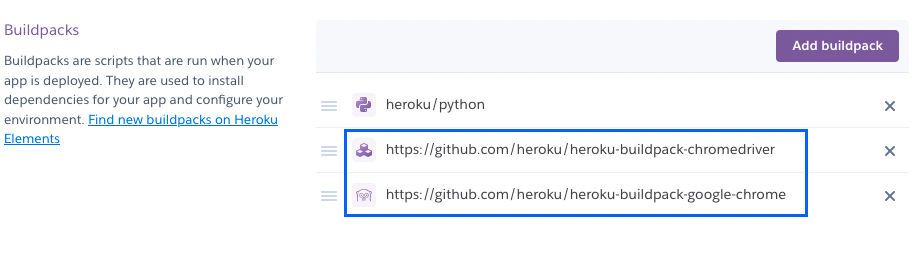 Buildpacks
Buildpacks are scripts that are run when your
app is deployed. They are used to install
dependencies for your app and configure your
environment. Find new buildpacks on Heroku
Elements
Add buildpack
heroku/python
https://github.com/heroku/heroku-buildpack-chromedriver
https://github.com/heroku/heroku-buildpack-google-chrome